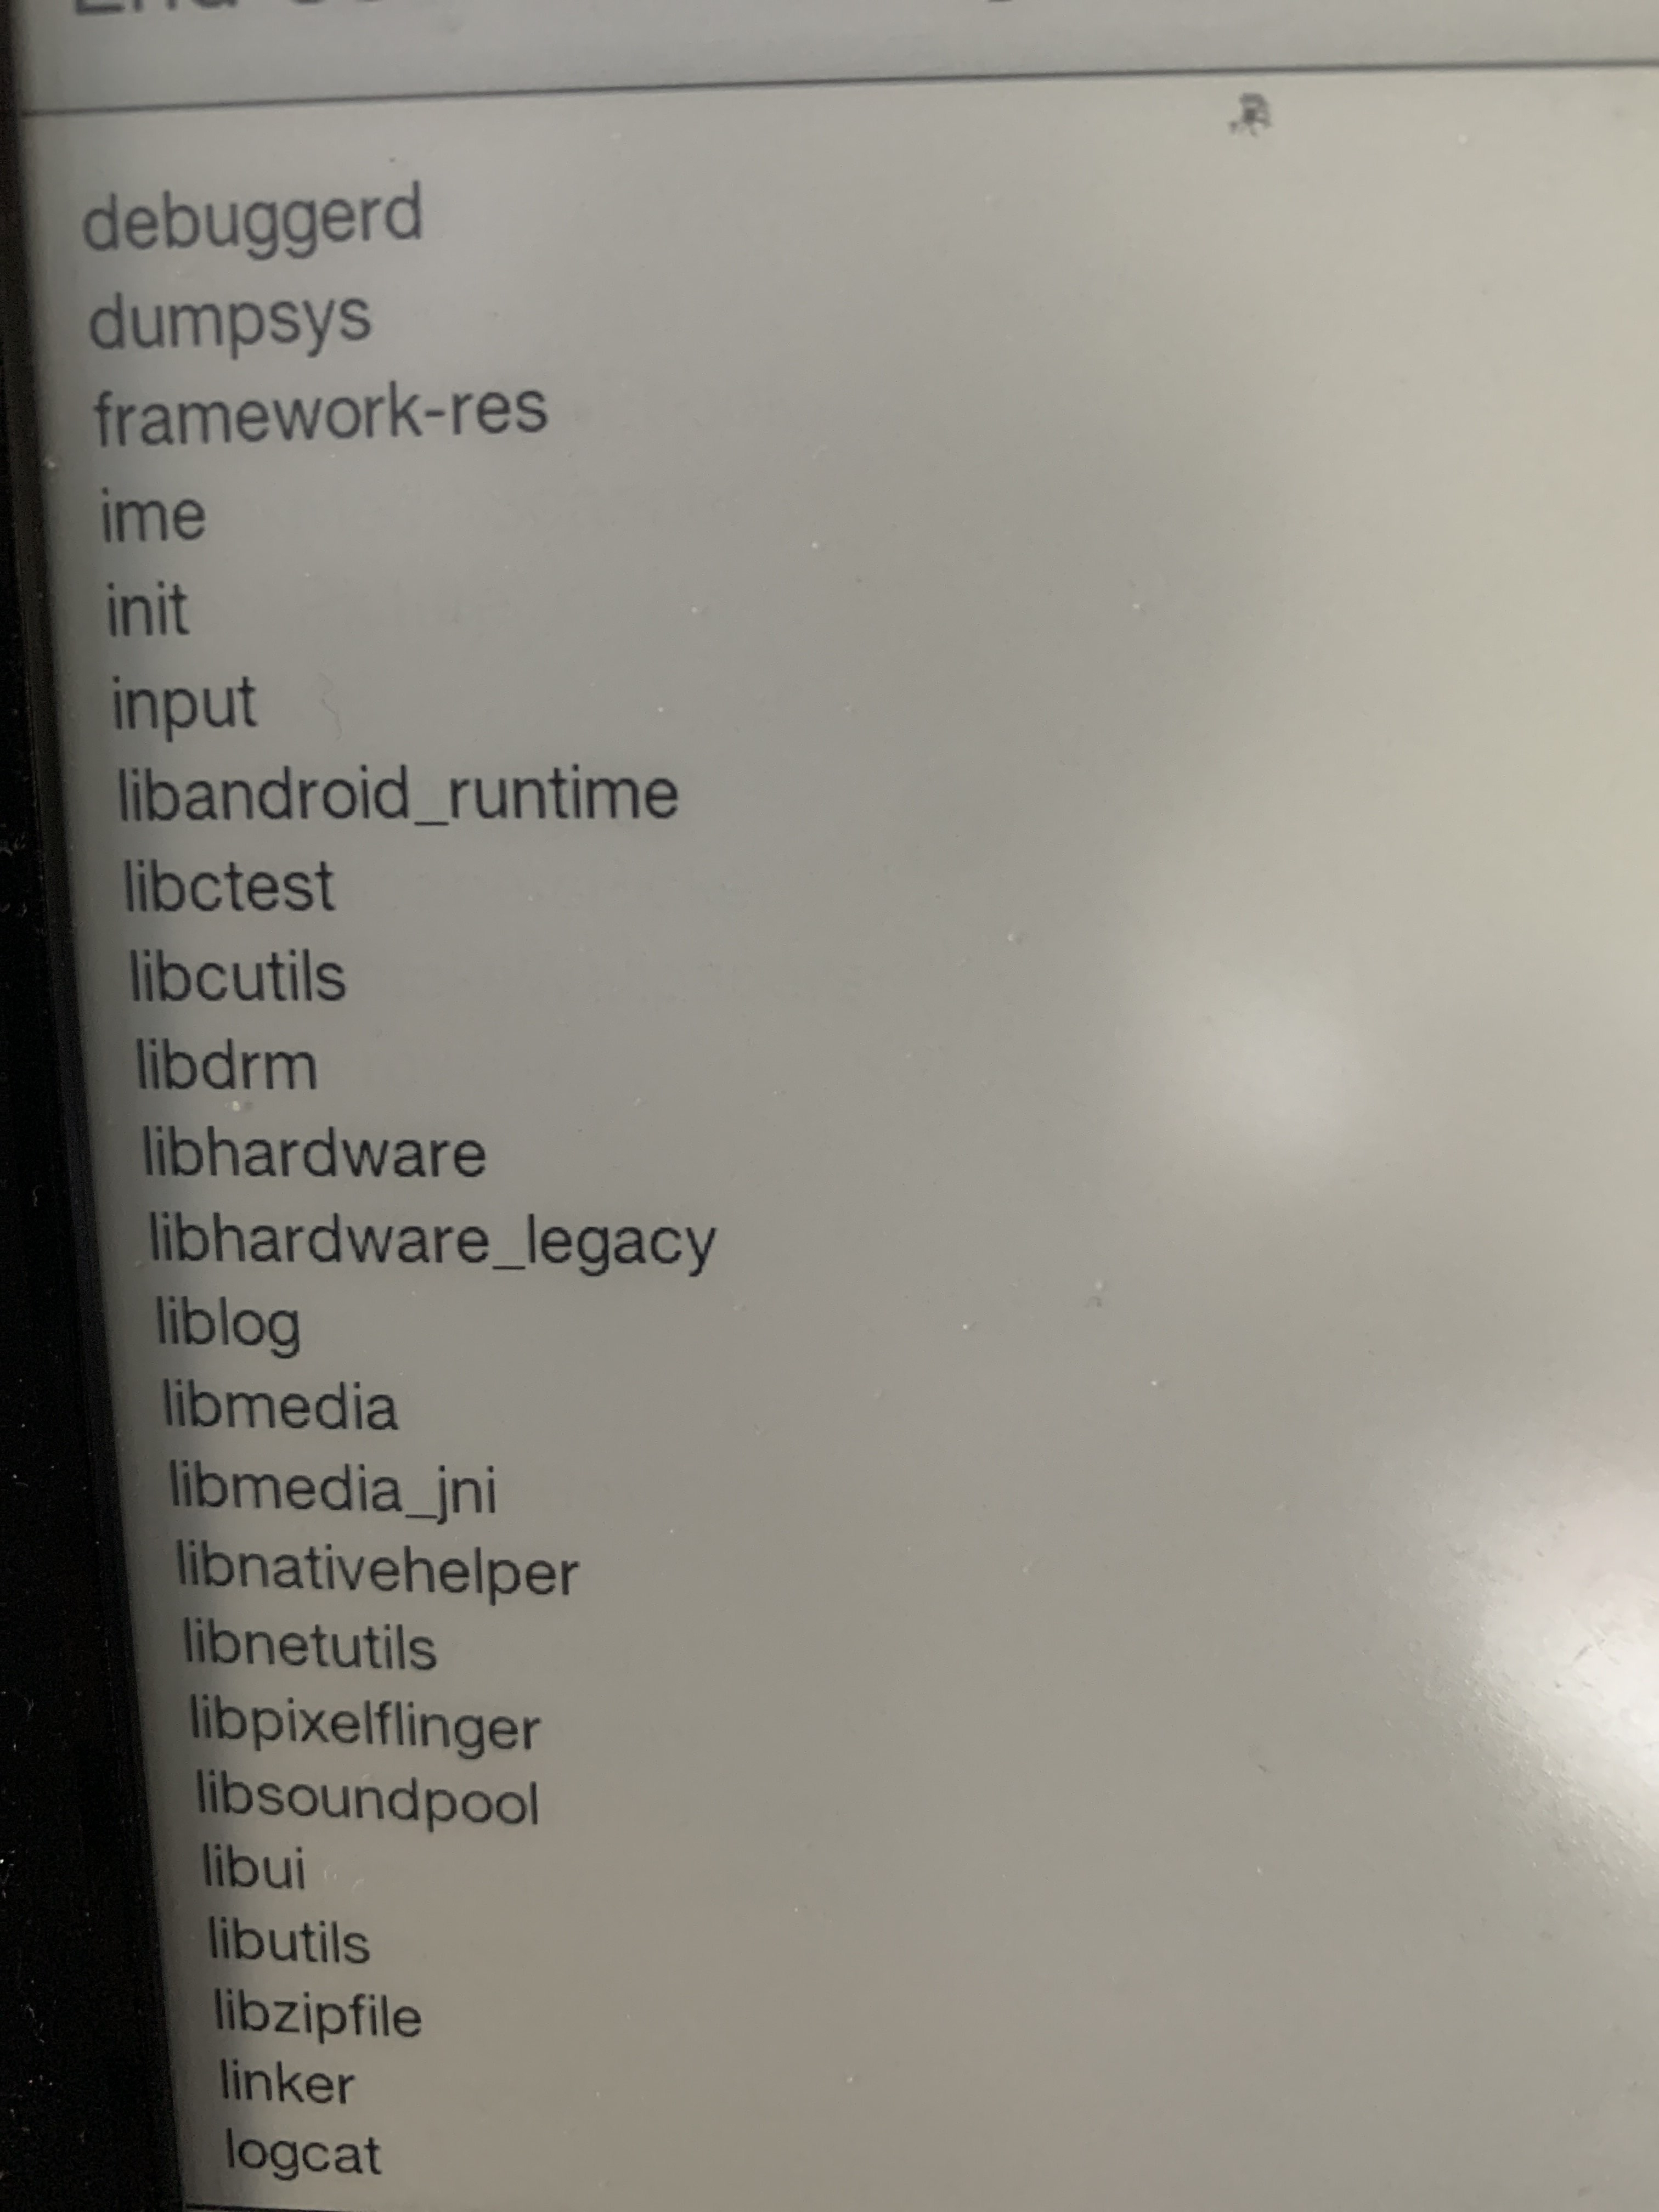 debuggerd
dumpsys
framework-res
ime
init
input
libandroid_runtime
libctest
libcutils
libdrm
libhardware
libhardware_legacy
liblog
libmedia
libmedia_jni
libnativehelper
libnetutils
libpixelflinger
libsoundpool
libui
libutils
libzipfile
linker
logcat